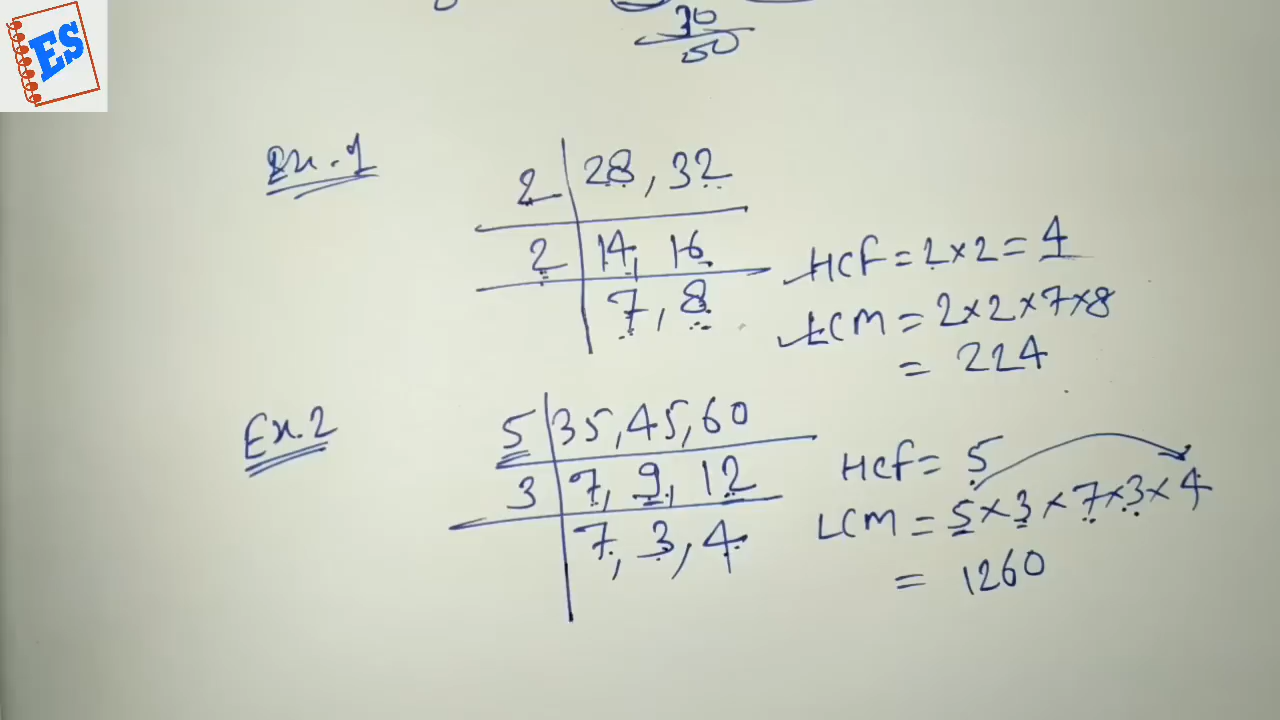 ES
30
50
Ex.1
2 | 28, 32
2 | 14, 16
7, 8
HCF = 2×2 = 4
LCM = 2×2×7×8
= 224
Ex.2
5 | 35, 45, 60
3 | 7, 9, 12
7, 3, 4
HCF = 5
LCM = 5×3×7×3×4
= 1260